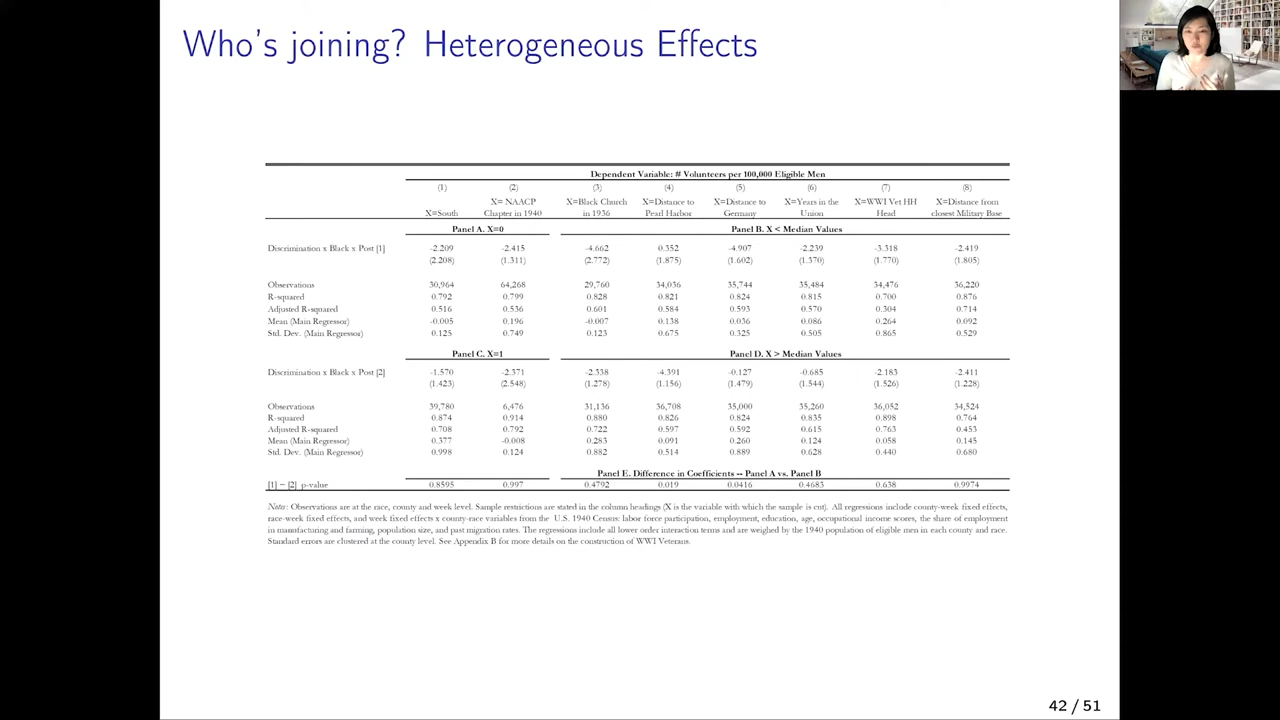 Who's joining? Heterogeneous Effects
Dependent Variable: # Volunteers per 100,000 Eligible Men
(1) (2) (3) (4) (5) (6) (7) (8)
X=South X= NAACP Chapter in 1940 X=Black Church in 1936 X=Distance to Pearl Harbor X=Distance to Germany X=Years in the Union X=WWI Vet HH Head X=Distance from closest Military Base
Panel A. X=0 Panel B. X < Median Values
Discrimination x Black x Post [1] -2.209 -2.415 -4.662 0.352 -4.907 -2.239 -3.318 -2.419
(2.208) (1.311) (2.772) (1.875) (1.602) (1.370) (1.770) (1.805)
Observations 30,964 64,268 29,760 34,036 35,744 35,484 34,476 36,220
R-squared 0.792 0.799 0.828 0.821 0.824 0.815 0.700 0.876
Adjusted R-squared 0.516 0.536 0.601 0.584 0.593 0.570 0.304 0.714
Mean (Main Regressor) -0.005 0.196 -0.007 0.138 0.036 0.086 0.264 0.092
Std. Dev. (Main Regressor) 0.125 0.749 0.123 0.675 0.325 0.505 0.865 0.529
Panel C. X=1 Panel D. X > Median Values
Discrimination x Black x Post [2] -1.570 -2.371 -2.338 -4.391 -0.127 -0.685 -2.183 -2.411
(1.423) (2.548) (1.278) (1.156) (1.479) (1.544) (1.526) (1.228)
Observations 39,780 6,476 31,136 36,708 35,000 35,260 36,052 34,524
R-squared 0.874 0.914 0.880 0.826 0.824 0.835 0.898 0.764
Adjusted R-squared 0.708 0.792 0.722 0.594 0.592 0.615 0.763 0.453
Mean (Main Regressor) 0.377 -0.008 0.283 0.091 0.260 0.124 0.058 0.145
Std. Dev. (Main Regressor) 0.998 0.124 0.882 0.514 0.889 0.628 0.440 0.680
Panel E. Difference in Coefficients -- Panel A vs. Panel B
[1] − [2] p-value 0.8595 0.997 0.4792 0.019 0.0416 0.4683 0.638 0.9974
Note: Observations are at the race, county and week level. Sample restrictions are stated in the column headings (X is the variable with which the sample is cut). All regressions include county-week fixed effects,
race-week fixed effects, and week fixed effects x county-race variables from the U.S. 1940 Census: labor force participation, employment, education, age, occupational income scores, the share of employment
in manufacturing and farming, population size, and past migration rates. The regressions include all lower order interaction terms and are weighed by the 1940 population of eligible men in each county and race.
Standard errors are clustered at the county level. See Appendix B for more details on the construction of WWI Veterans.
42 / 51